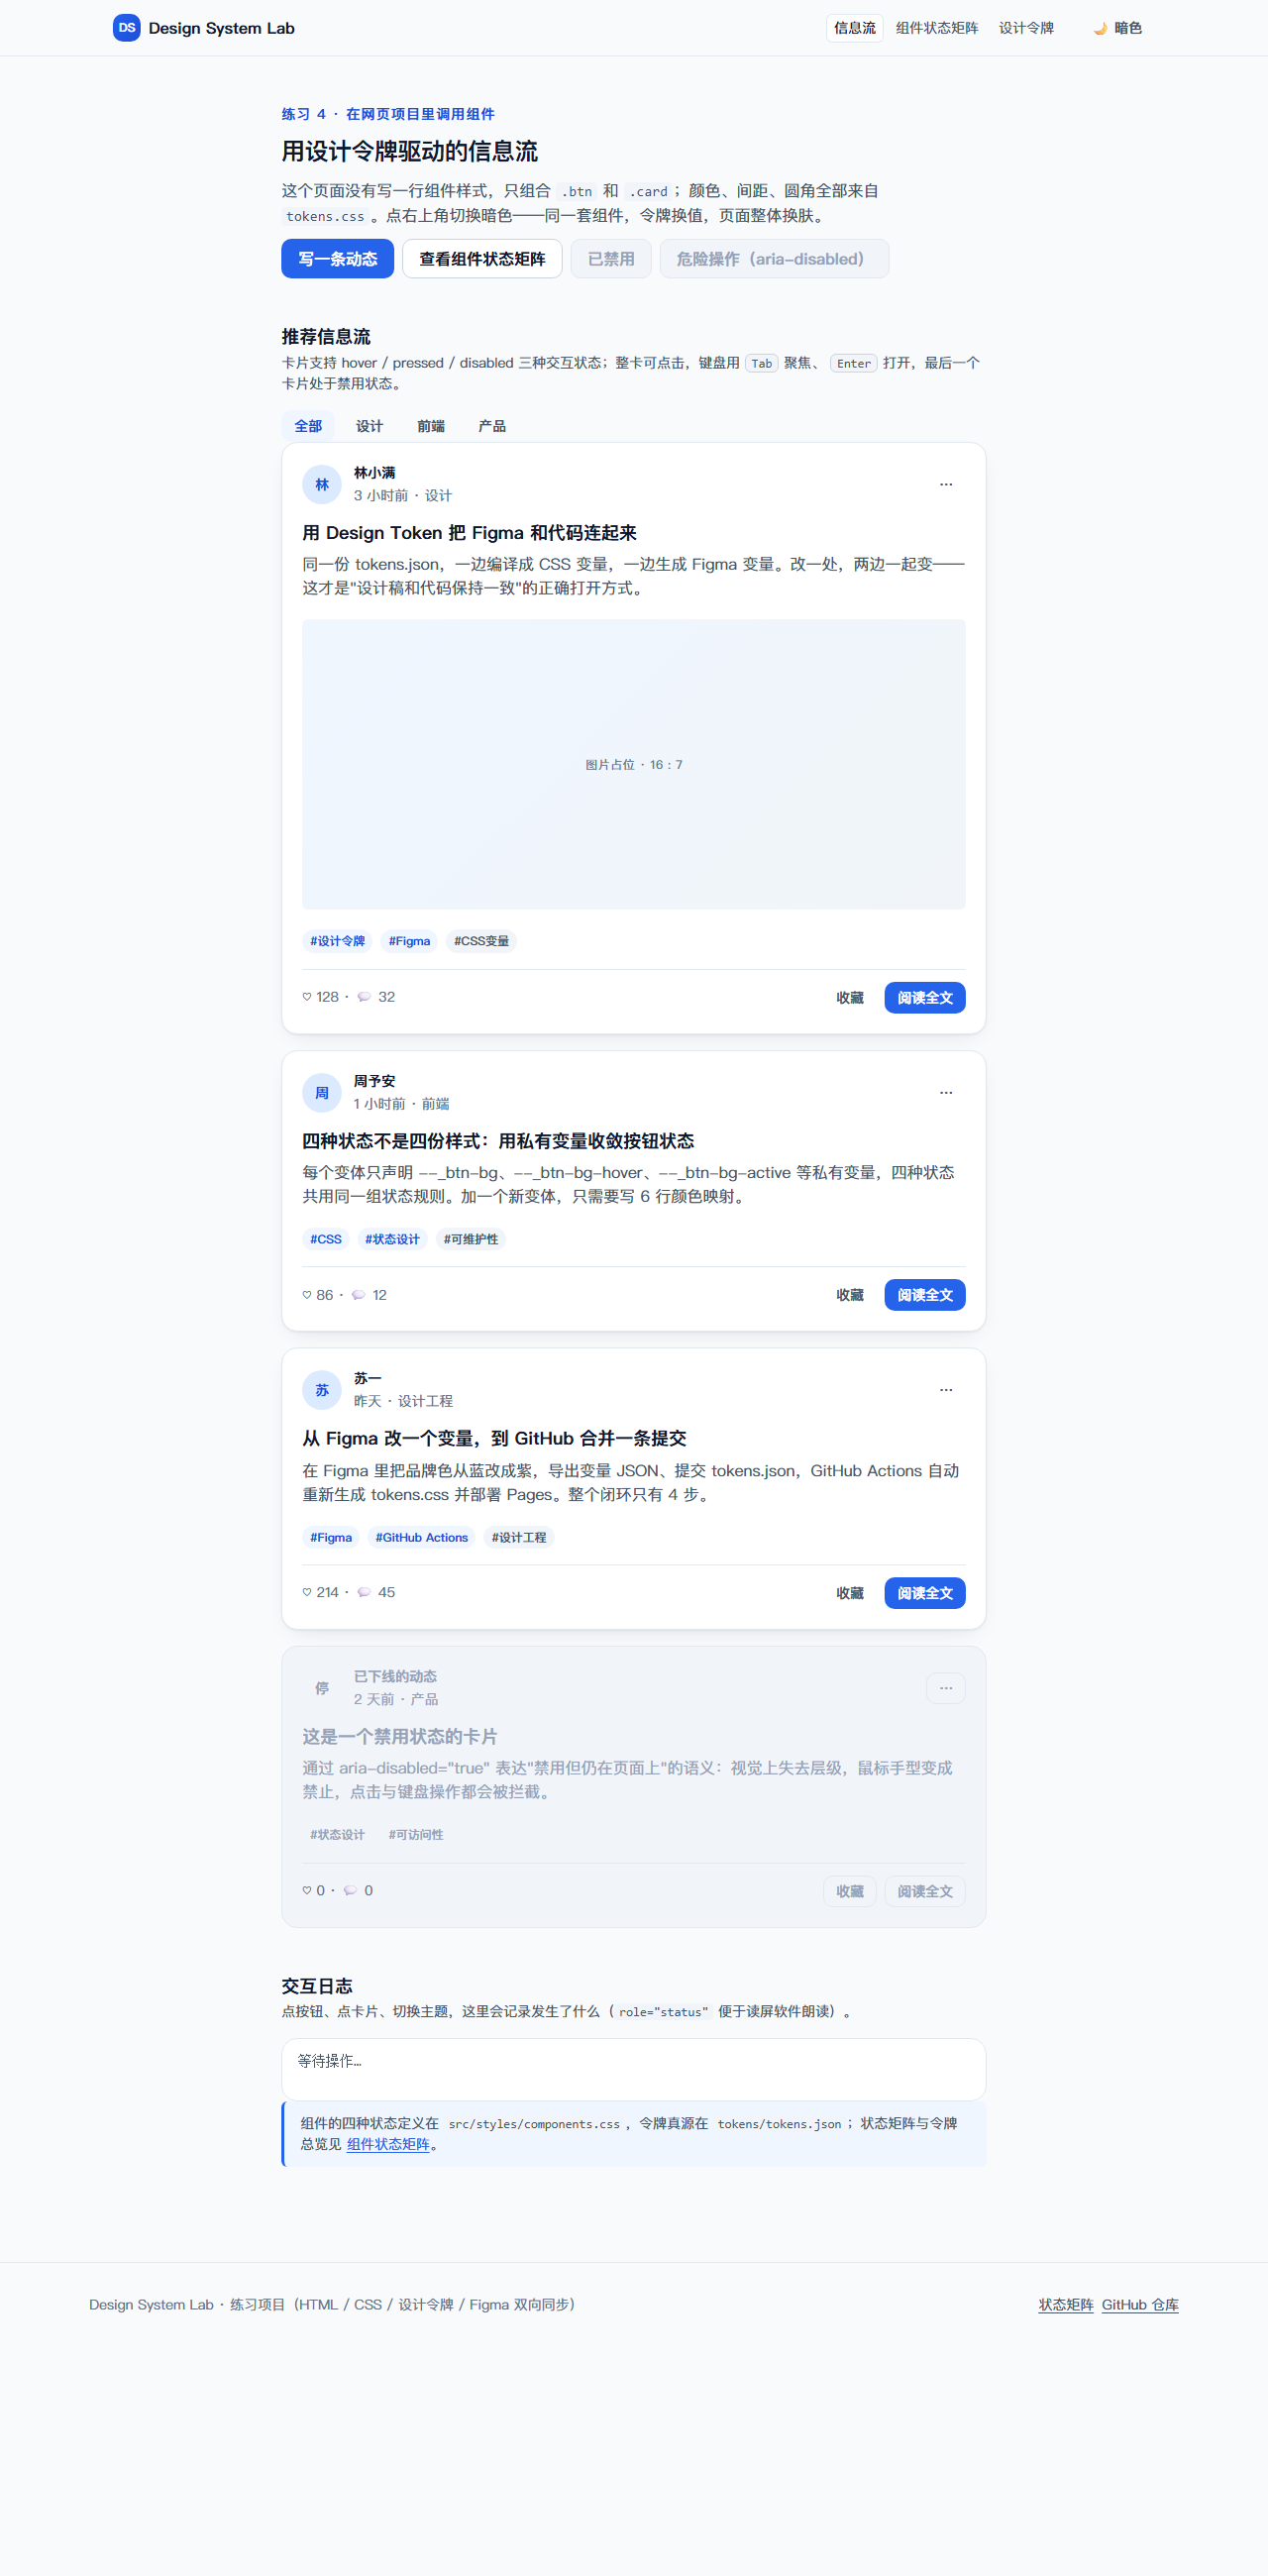 DS Design System Lab
信息流 组件状态矩阵 设计令牌 🌙 暗色
练习 4 · 在网页项目里调用组件
用设计令牌驱动的信息流
这个页面没有写一行组件样式，只组合 .btn 和 .card；颜色、间距、圆角全部来自
tokens.css。点右上角切换暗色——同一套组件，令牌换值，页面整体换肤。
写一条动态 查看组件状态矩阵 已禁用 危险操作（aria-disabled）
推荐信息流
卡片支持 hover / pressed / disabled 三种交互状态；整卡可点击，键盘用 Tab 聚焦、 Enter 打开，最后一个
卡片处于禁用状态。
全部 设计 前端 产品
林 林小满
3 小时前 · 设计
···
用 Design Token 把 Figma 和代码连起来
同一份 tokens.json，一边编译成 CSS 变量，一边生成 Figma 变量。改一处，两边一起变——
这才是"设计稿和代码保持一致"的正确打开方式。
图片占位 · 16 : 7
#设计令牌 #Figma #CSS变量
♡ 128 · 💬 32 收藏 阅读全文
周 周予安
1 小时前 · 前端
···
四种状态不是四份样式：用私有变量收敛按钮状态
每个变体只声明 --_btn-bg、--_btn-bg-hover、--_btn-bg-active 等私有变量，四种状态
共用同一组状态规则。加一个新变体，只需要写 6 行颜色映射。
#CSS #状态设计 #可维护性
♡ 86 · 💬 12 收藏 阅读全文
苏 苏一
昨天 · 设计工程
···
从 Figma 改一个变量，到 GitHub 合并一条提交
在 Figma 里把品牌色从蓝改成紫，导出变量 JSON、提交 tokens.json，GitHub Actions 自动
重新生成 tokens.css 并部署 Pages。整个闭环只有 4 步。
#Figma #GitHub Actions #设计工程
♡ 214 · 💬 45 收藏 阅读全文
停 已下线的动态
2 天前 · 产品
···
这是一个禁用状态的卡片
通过 aria-disabled="true" 表达"禁用但仍在页面上"的语义：视觉上失去层级，鼠标手型变成
禁止，点击与键盘操作都会被拦截。
#状态设计 #可访问性
♡ 0 · 💬 0 收藏 阅读全文
交互日志
点按钮、点卡片、切换主题，这里会记录发生了什么（role="status" 便于读屏软件朗读）。
等待操作…
组件的四种状态定义在 src/styles/components.css，令牌真源在 tokens/tokens.json；状态矩阵与令牌
总览见 组件状态矩阵。
Design System Lab · 练习项目（HTML / CSS / 设计令牌 / Figma 双向同步）
状态矩阵 GitHub 仓库